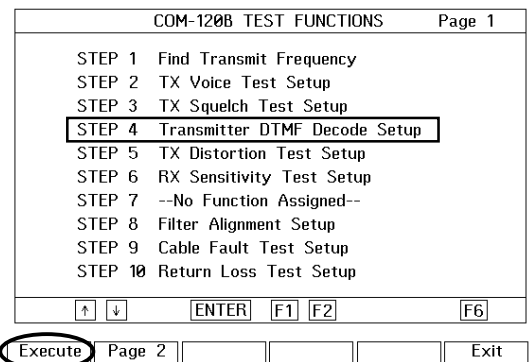 COM-120B TEST FUNCTIONS Page 1
STEP 1 Find Transmit Frequency
STEP 2 TX Voice Test Setup
STEP 3 TX Squelch Test Setup
STEP 4 Transmitter DTMF Decode Setup
STEP 5 TX Distortion Test Setup
STEP 6 RX Sensitivity Test Setup
STEP 7 --No Function Assigned--
STEP 8 Filter Alignment Setup
STEP 9 Cable Fault Test Setup
STEP 10 Return Loss Test Setup
↑ ↓ ENTER F1 F2 F6
Execute Page 2 Exit